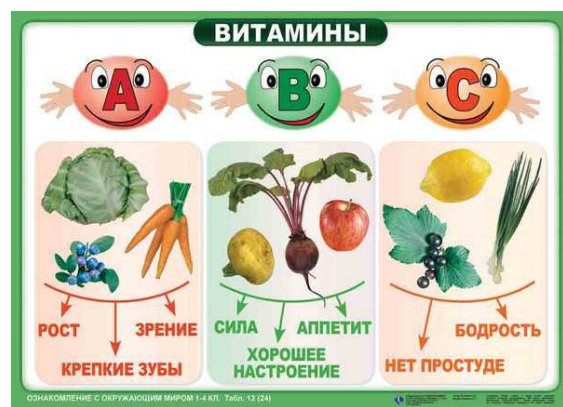 ВИТАМИНЫ
А
В
С
РОСТ
ЗРЕНИЕ
КРЕПКИЕ ЗУБЫ
СИЛА
АППЕТИТ
ХОРОШЕЕ
НАСТРОЕНИЕ
БОДРОСТЬ
НЕТ ПРОСТУДЕ
ОЗНАКОМЛЕНИЕ С ОКРУЖАЮЩИМ МИРОМ 1-4 КЛ. Табл. 12 (24)